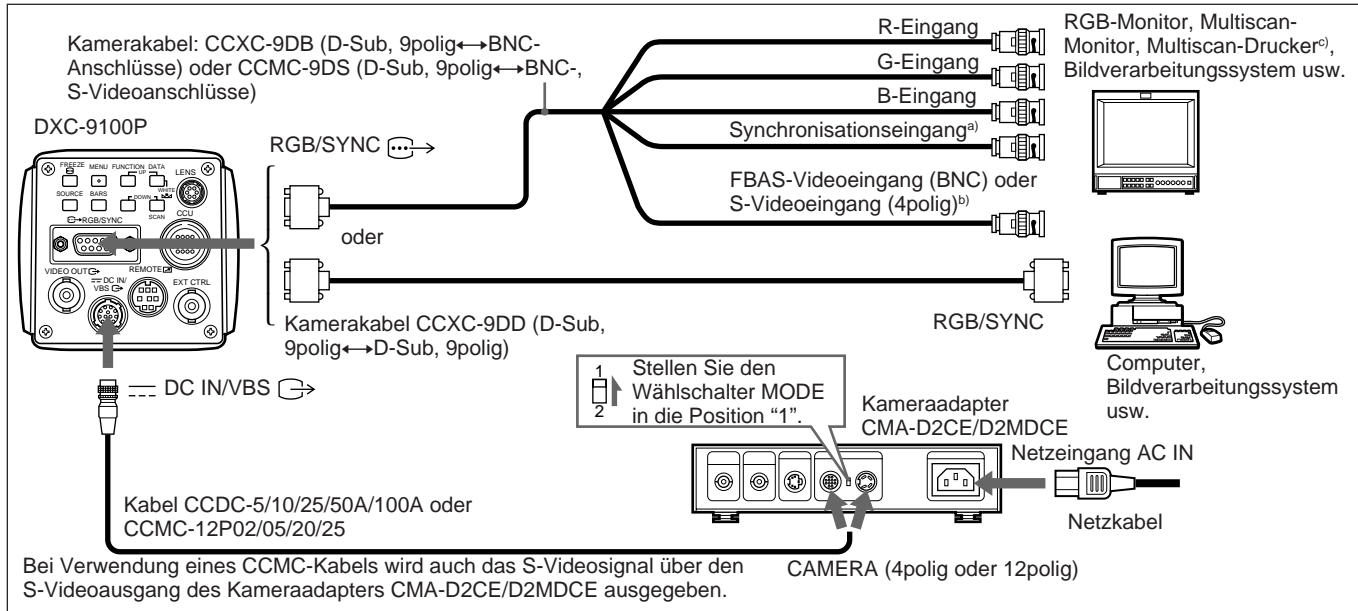 Kamerakabel: CCXC-9DB (D-Sub, 9polig↔BNC-
Anschlüsse) oder CCMC-9DS (D-Sub, 9polig↔BNC-,
S-Videoanschlüsse)
R-Eingang
G-Eingang
B-Eingang
Synchronisationseingang a)
FBAS-Videoeingang (BNC) oder
S-Videoeingang (4polig) b)
RGB-Monitor, Multiscan-
Monitor, Multiscan-Drucker c),
Bildverarbeitungssystem usw.
DXC-9100P
FREEZE
MENU
FUNCTION
DATA
UP
LENS
SOURCE
BARS
DOWN
WHITE
SCAN
CCU
RGB/SYNC
VIDEO OUT
DC IN/
VBS
REMOTE
EXT CTRL
RGB/SYNC
oder
Kamerakabel CCXC-9DD (D-Sub,
9polig↔D-Sub, 9polig)
RGB/SYNC
Computer,
Bildverarbeitungssystem
usw.
DC IN/VBS
1
2
Stellen Sie den
Wählschalter MODE
in die Position “1”.
Kameraadapter
CMA-D2CE/D2MDCE
Netzeingang AC IN
Netzkabel
Kabel CCDC-5/10/25/50A/100A oder
CCMC-12P02/05/20/25
CAMERA (4polig oder 12polig)
Bei Verwendung eines CCMC-Kabels wird auch das S-Videosignal über den
S-Videoausgang des Kameraadapters CMA-D2CE/D2MDCE ausgegeben.